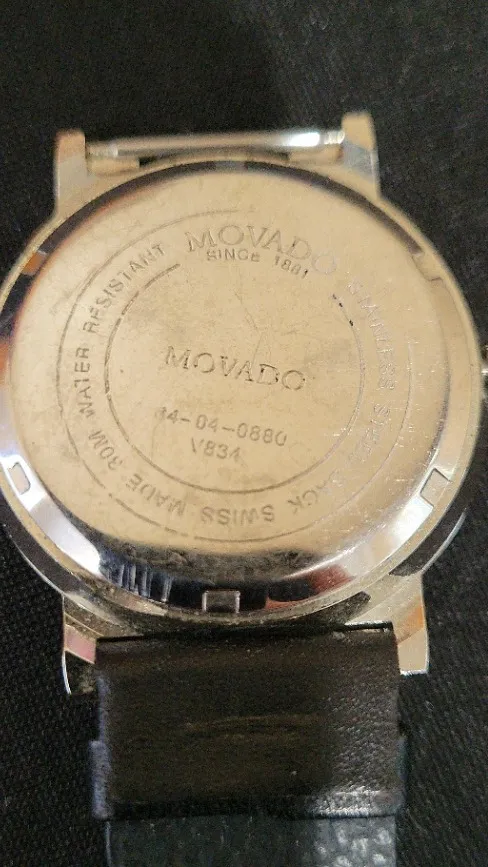 MOVADO
SINCE 1881
STAINLESS STEEL BACK SWISS MADE 30M WATER RESISTANT
MOVADO
84-04-0880
V834